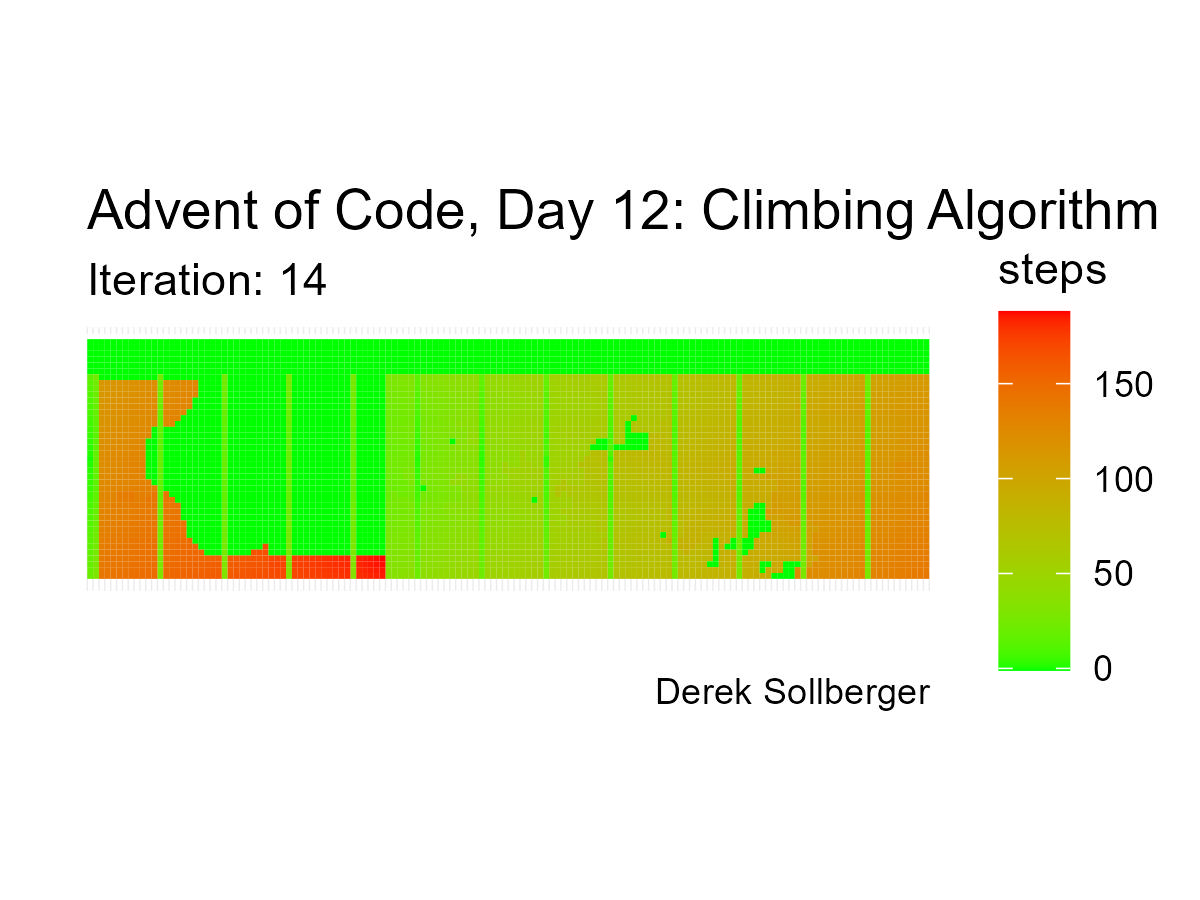 Advent of Code, Day 12: Climbing Algorithm
Iteration: 14
steps
150
100
50
0
Derek Sollberger